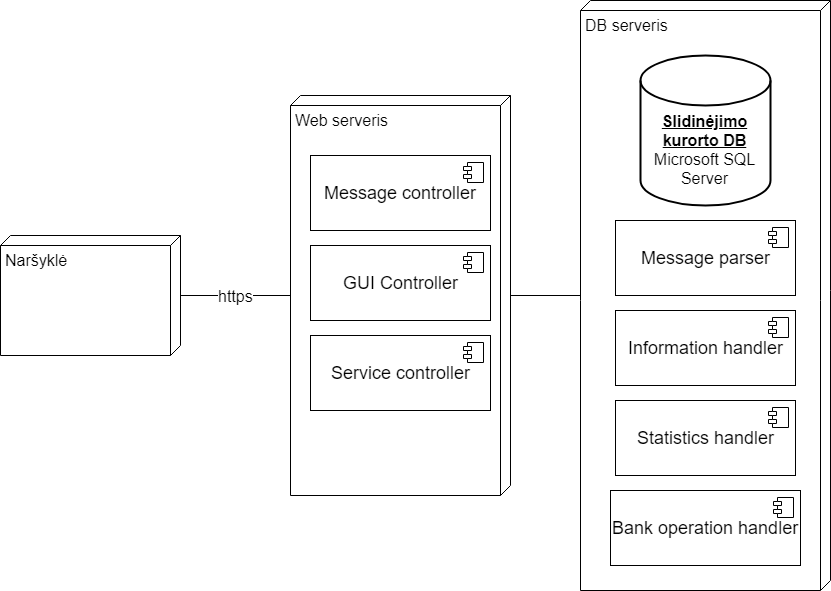 Naršyklė
https
Web serveris
Message controller
GUI Controller
Service controller
DB serveris
Slidinėjimo
kurorto DB
Microsoft SQL
Server
Message parser
Information handler
Statistics handler
Bank operation handler